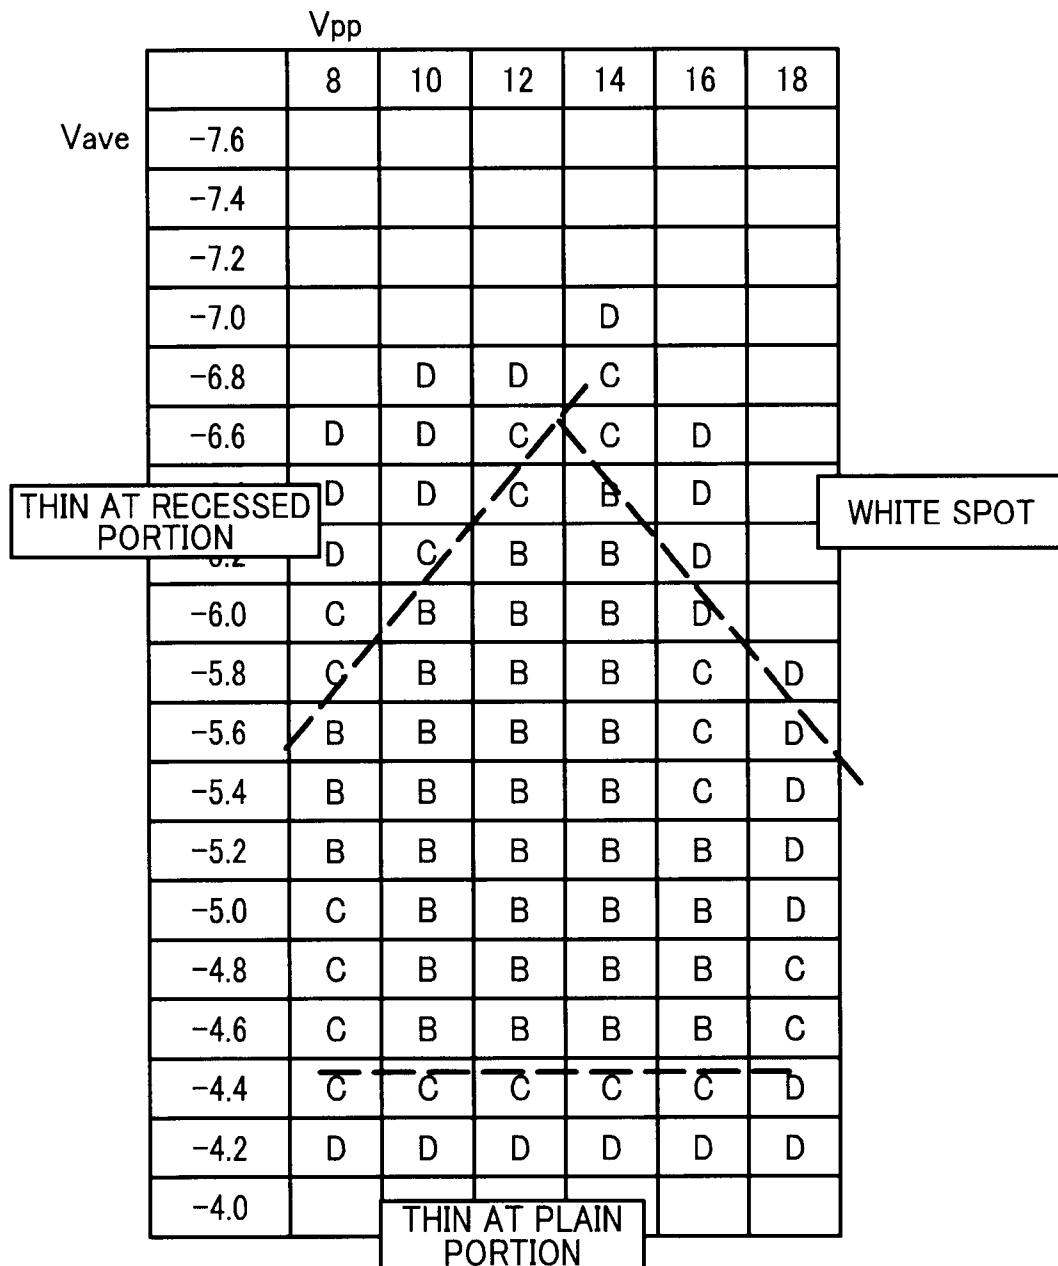 Vpp
8 10 12 14 16 18
Vave -7.6
-7.4
-7.2
-7.0 D
-6.8 D D C
-6.6 D D C C D
D D C B D
THIN AT RECESSED
PORTION
WHITE SPOT
D C B B D
-6.0 C B B B D
-5.8 C B B B C D
-5.6 B B B B C D
-5.4 B B B B C D
-5.2 B B B B B D
-5.0 C B B B B D
-4.8 C B B B B C
-4.6 C B B B B C
-4.4 C C C C C D
-4.2 D D D D D D
-4.0
THIN AT PLAIN
PORTION